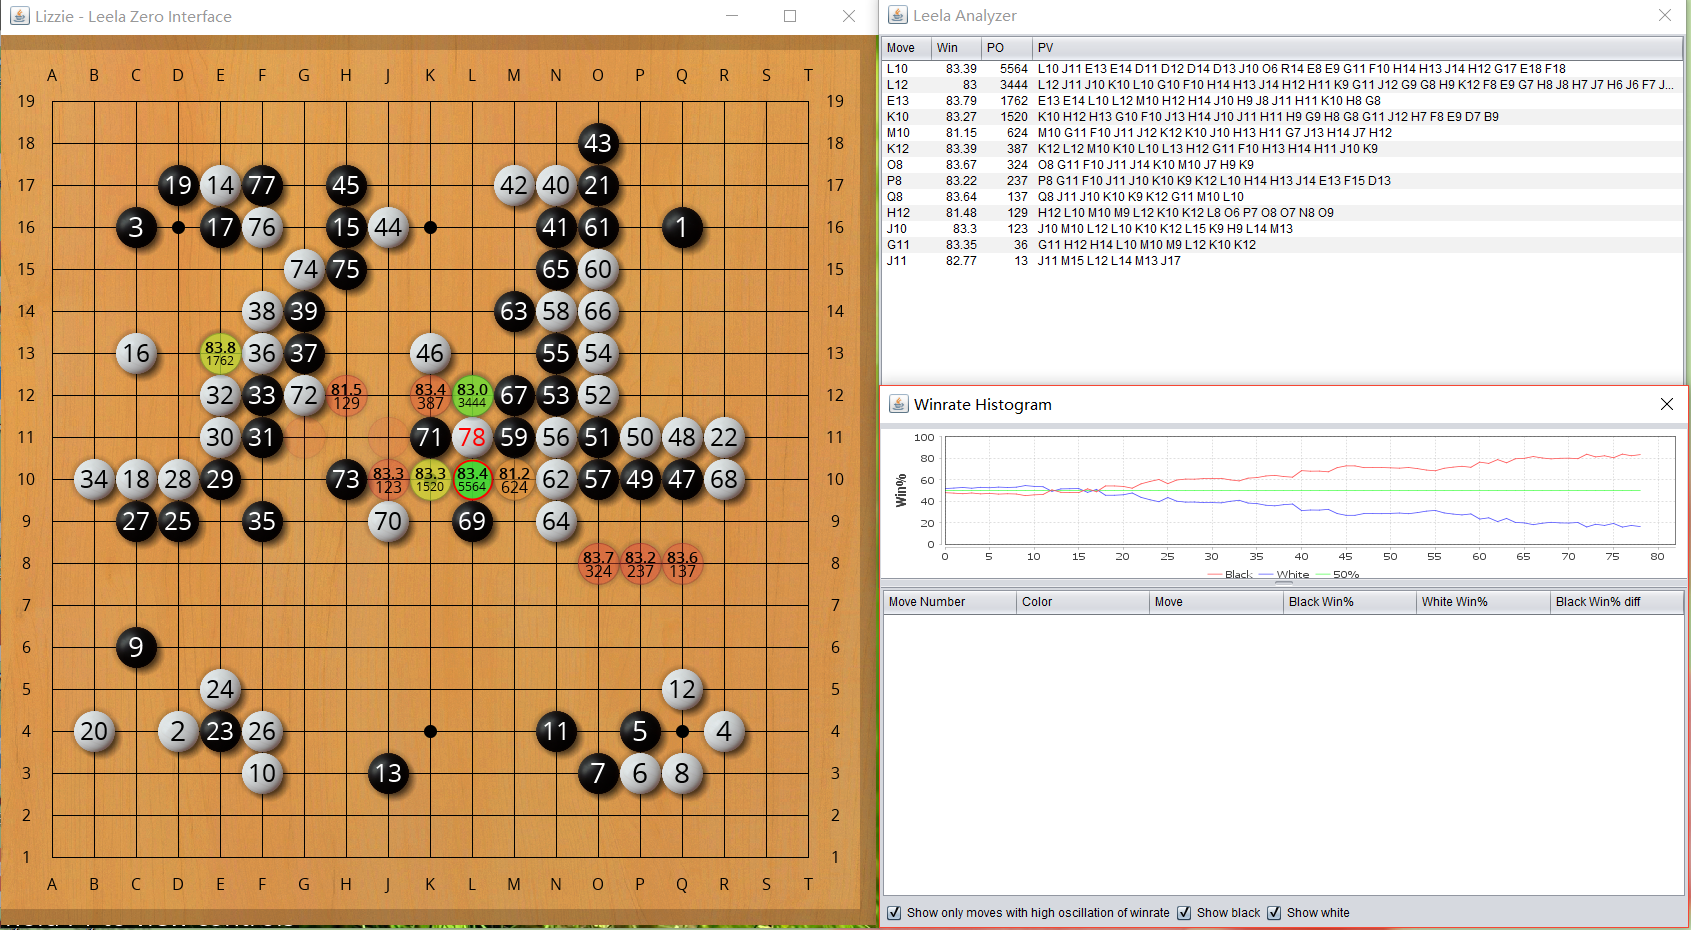 Lizzie - Leela Zero Interface
A B C D E F G H J K L M N O P Q R S T
19 19
18 43 18
17 19 14 77 45 42 40 21 17
16 3 17 76 15 44 41 61 1 16
15 74 75 65 60 15
14 38 39 63 58 66 14
13 16 83.8 1762 36 37 46 55 54 13
12 32 33 72 81.5 129 83.4 387 83.0 3444 67 53 52 12
11 30 31 71 78 59 56 51 50 48 22 11
10 34 18 28 29 73 83.3 123 83.3 1520 83.4 5564 81.2 624 62 57 49 47 68 10
9 27 25 35 70 69 64 9
8 83.7 324 83.2 237 83.6 137 8
7 7
6 9 6
5 24 12 5
4 20 2 23 26 11 5 4 4
3 10 13 7 6 8 3
2 2
1 1
A B C D E F G H J K L M N O P Q R S T
Leela Analyzer
Move Win PO PV
L10 83.39 5564 L10 J11 E13 E14 D11 D12 D14 D13 J10 O6 R14 E8 E9 G11 F10 H14 H13 J14 H12 G17 E18 F18
L12 83 3444 L12 J11 J10 K10 L10 G10 F10 H14 H13 J14 H12 H11 K9 G11 J12 G9 G8 H9 K12 F8 E9 G7 H8 J8 H7 J7 H6 J6 F7 J...
E13 83.79 1762 E13 E14 L10 L12 M10 H12 H14 J10 H9 J8 J11 H11 K10 H8 G8
K10 83.27 1520 K10 H12 H13 G10 F10 J13 H14 J10 J11 H11 H9 G9 H8 G8 G11 J12 H7 F8 E9 D7 B9
M10 81.15 624 M10 G11 F10 J11 J12 K12 K10 J10 H13 H11 G7 J13 H14 J7 H12
K12 83.39 387 K12 L12 M10 K10 L10 L13 H12 G11 F10 H13 H14 H11 J10 K9
O8 83.67 324 O8 G11 F10 J11 J14 K10 M10 J7 H9 K9
P8 83.22 237 P8 G11 F10 J11 J10 K10 K9 K12 L10 H14 H13 J14 E13 F15 D13
Q8 83.64 137 Q8 J11 J10 K10 K9 K12 G11 M10 L10
H12 81.48 129 H12 L10 M10 M9 L12 K10 K12 L8 O6 P7 O8 O7 N8 O9
J10 83.3 123 J10 M10 L12 L10 K10 K12 L15 K9 H9 L14 M13
G11 83.35 36 G11 H12 H14 L10 M10 M9 L12 K10 K12
J11 82.77 13 J11 M15 L12 L14 M13 J17
Winrate Histogram
Win%
100
80
60
40
20
0
0 5 10 15 20 25 30 35 40 45 50 55 60 65 70 75 80
Black White 50%
Move Number Color Move Black Win% White Win% Black Win% diff
Show only moves with high oscillation of winrate Show black Show white